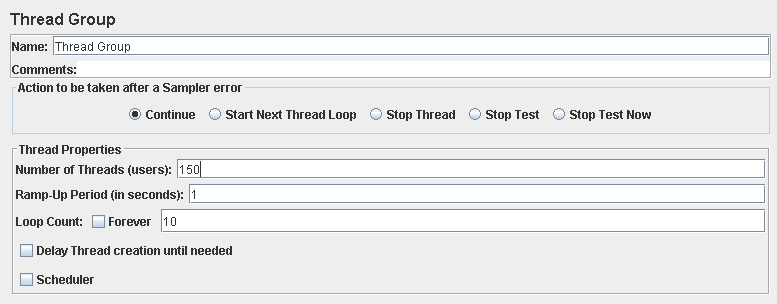 Thread Group
Name: Thread Group
Comments:
Action to be taken after a Sampler error
Continue Start Next Thread Loop Stop Thread Stop Test Stop Test Now
Thread Properties
Number of Threads (users): 150
Ramp-Up Period (in seconds): 1
Loop Count: Forever 10
Delay Thread creation until needed
Scheduler